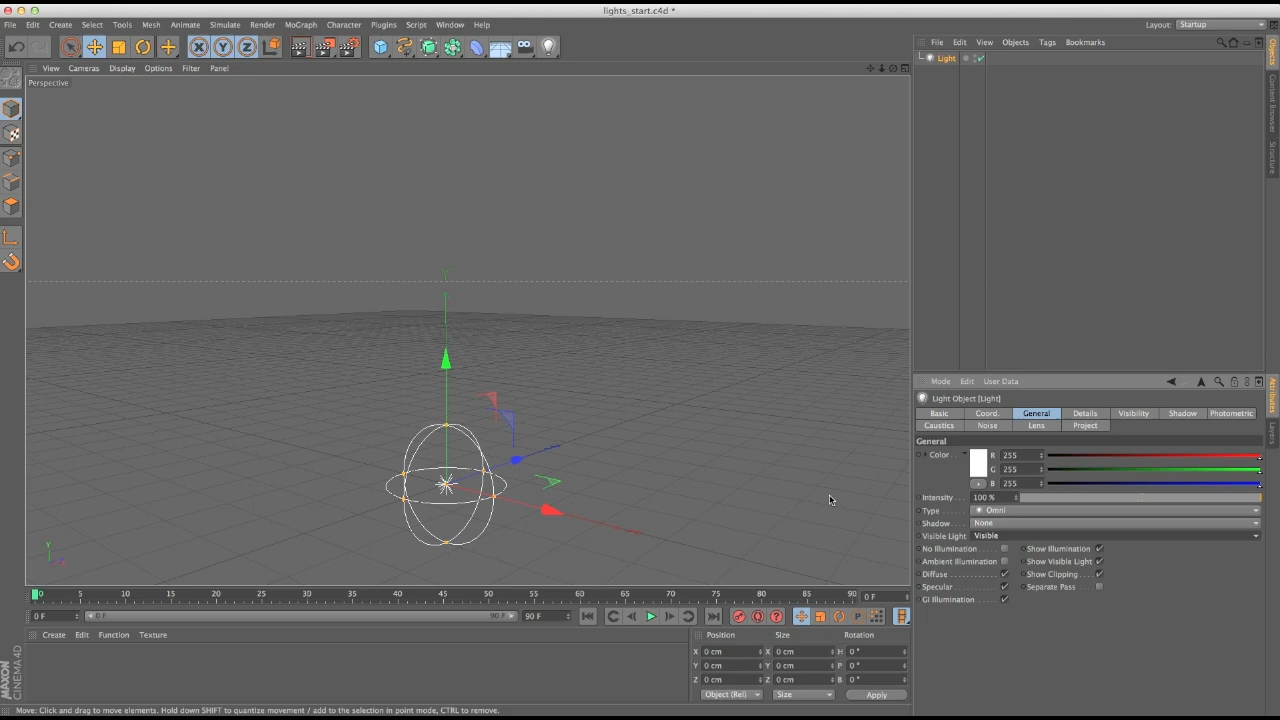 lights_start.c4d *
File Edit Create Select Tools Mesh Animate Simulate Render MoGraph Character Plugins Script Window Help
Layout: Startup
View Cameras Display Options Filter Panel
Perspective
Y
Y
X
0 5 10 15 20 25 30 35 40 45 50 55 60 65 70 75 80 85 90 0 F
0 F 0 F 90 F 90 F
Create Edit Function Texture
Position Size Rotation
X 0 cm X 0 cm H 0 °
Y 0 cm Y 0 cm P 0 °
Z 0 cm Z 0 cm B 0 °
Object (Rel) Size Apply
MAXON
CINEMA 4D
Move: Click and drag to move elements. Hold down SHIFT to quantize movement / add to the selection in point mode, CTRL to remove.
File Edit View Objects Tags Bookmarks
Light
Objects
Content Browser
Structure
Mode Edit User Data
Light Object [Light]
Basic Coord. General Details Visibility Shadow Photometric
Caustics Noise Lens Project
General
Color R 255
G 255
B 255
Intensity 100 %
Type Omni
Shadow None
Visible Light Visible
No Illumination Show Illumination
Ambient Illumination Show Visible Light
Diffuse Show Clipping
Specular Separate Pass
GI Illumination
Attributes
Layers